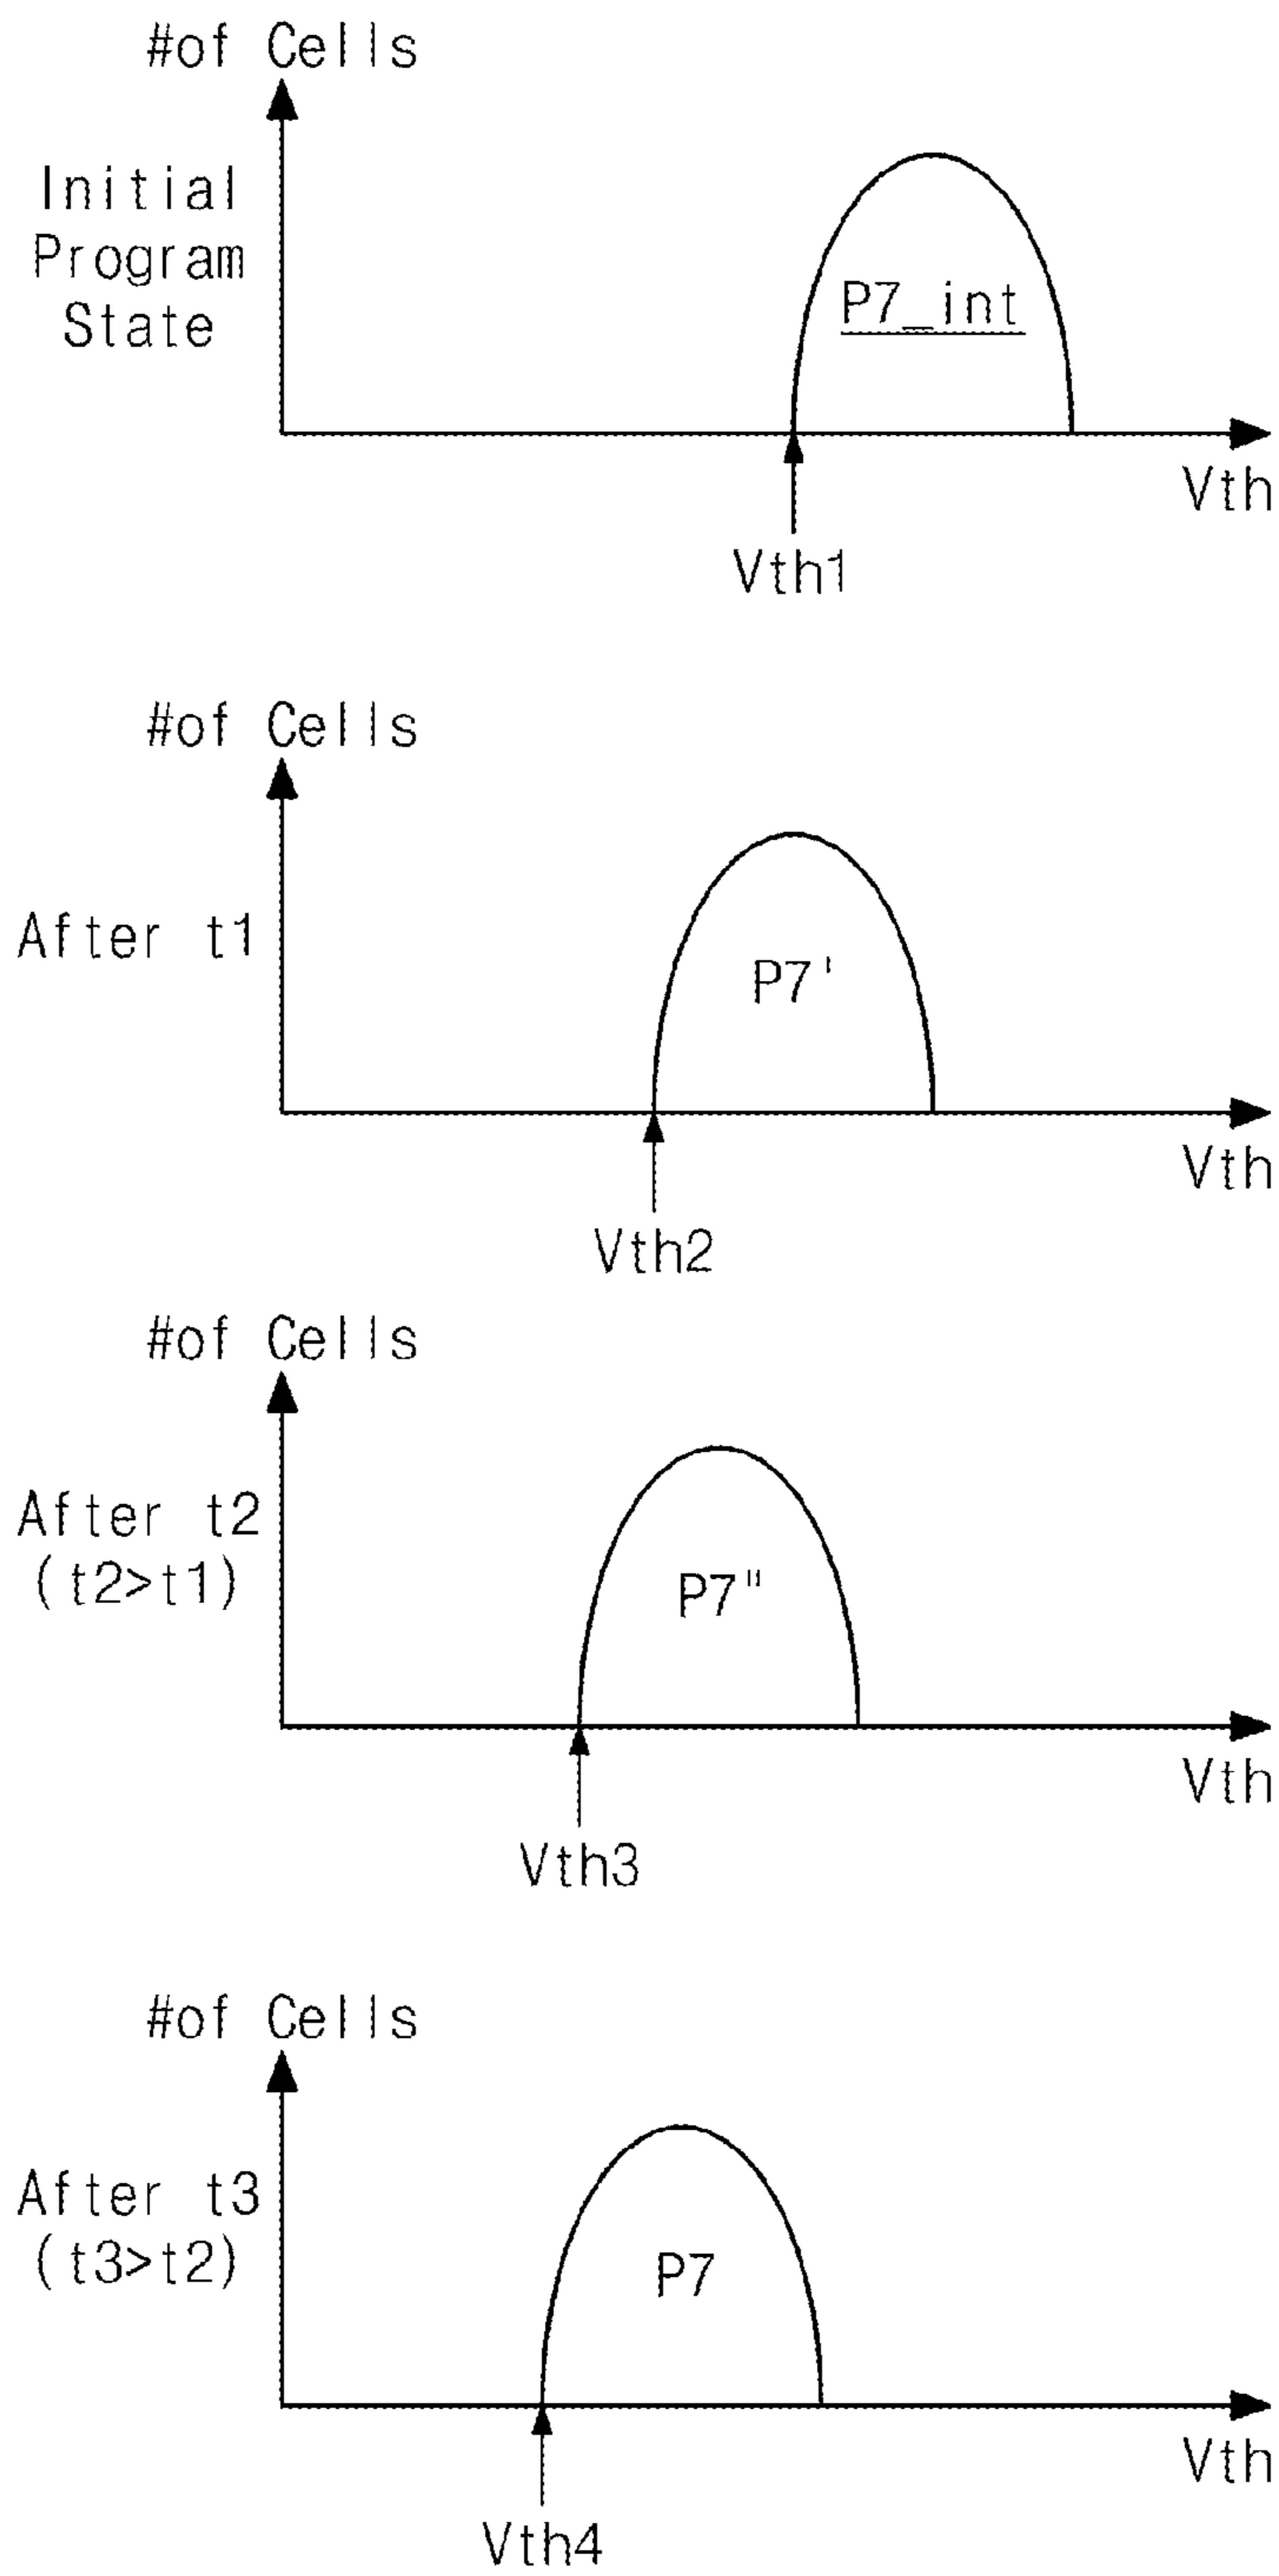 #of Cells
Initial
Program
State
P7_int
Vth
Vth1
#of Cells
After t1
P7'
Vth
Vth2
#of Cells
After t2
(t2>t1)
P7"
Vth
Vth3
#of Cells
After t3
(t3>t2)
P7
Vth
Vth4